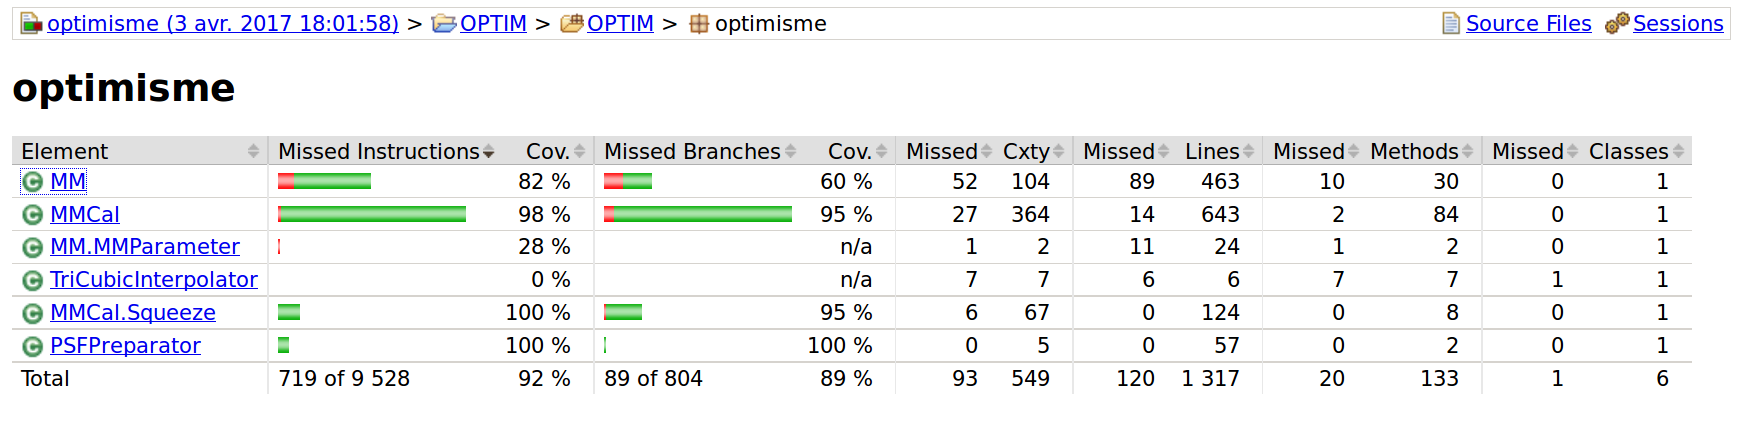 optimisme (3 avr. 2017 18:01:58) > OPTIM > OPTIM > optimisme Source Files Sessions
optimisme
Element Missed Instructions Cov. Missed Branches Cov. Missed Cxty Missed Lines Missed Methods Missed Classes
MM 82 % 60 % 52 104 89 463 10 30 0 1
MMCal 98 % 95 % 27 364 14 643 2 84 0 1
MM.MMParameter 28 % n/a 1 2 11 24 1 2 0 1
TriCubicInterpolator 0 % n/a 7 7 6 6 7 7 1 1
MMCal.Squeeze 100 % 95 % 6 67 0 124 0 8 0 1
PSFPreparator 100 % 100 % 0 5 0 57 0 2 0 1
Total 719 of 9 528 92 % 89 of 804 89 % 93 549 120 1 317 20 133 1 6